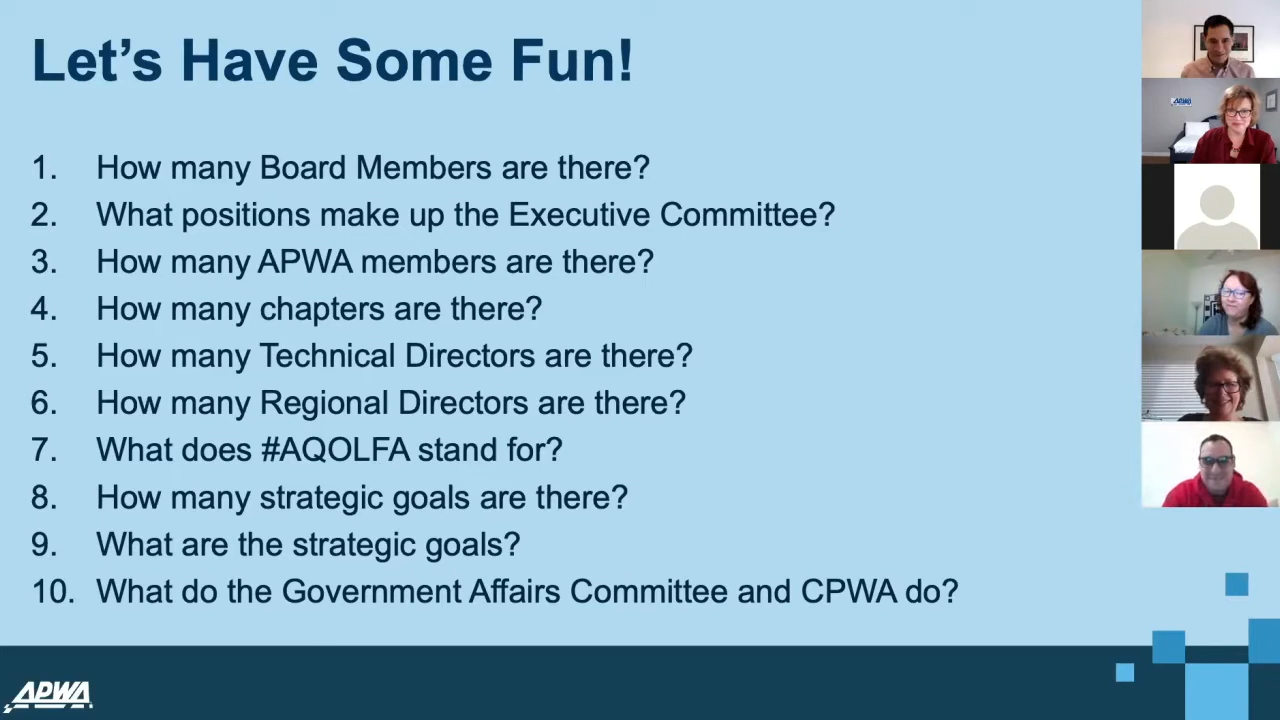 Let's Have Some Fun!
1. How many Board Members are there?
2. What positions make up the Executive Committee?
3. How many APWA members are there?
4. How many chapters are there?
5. How many Technical Directors are there?
6. How many Regional Directors are there?
7. What does #AQOLFA stand for?
8. How many strategic goals are there?
9. What are the strategic goals?
10. What do the Government Affairs Committee and CPWA do?
APWA
APWA